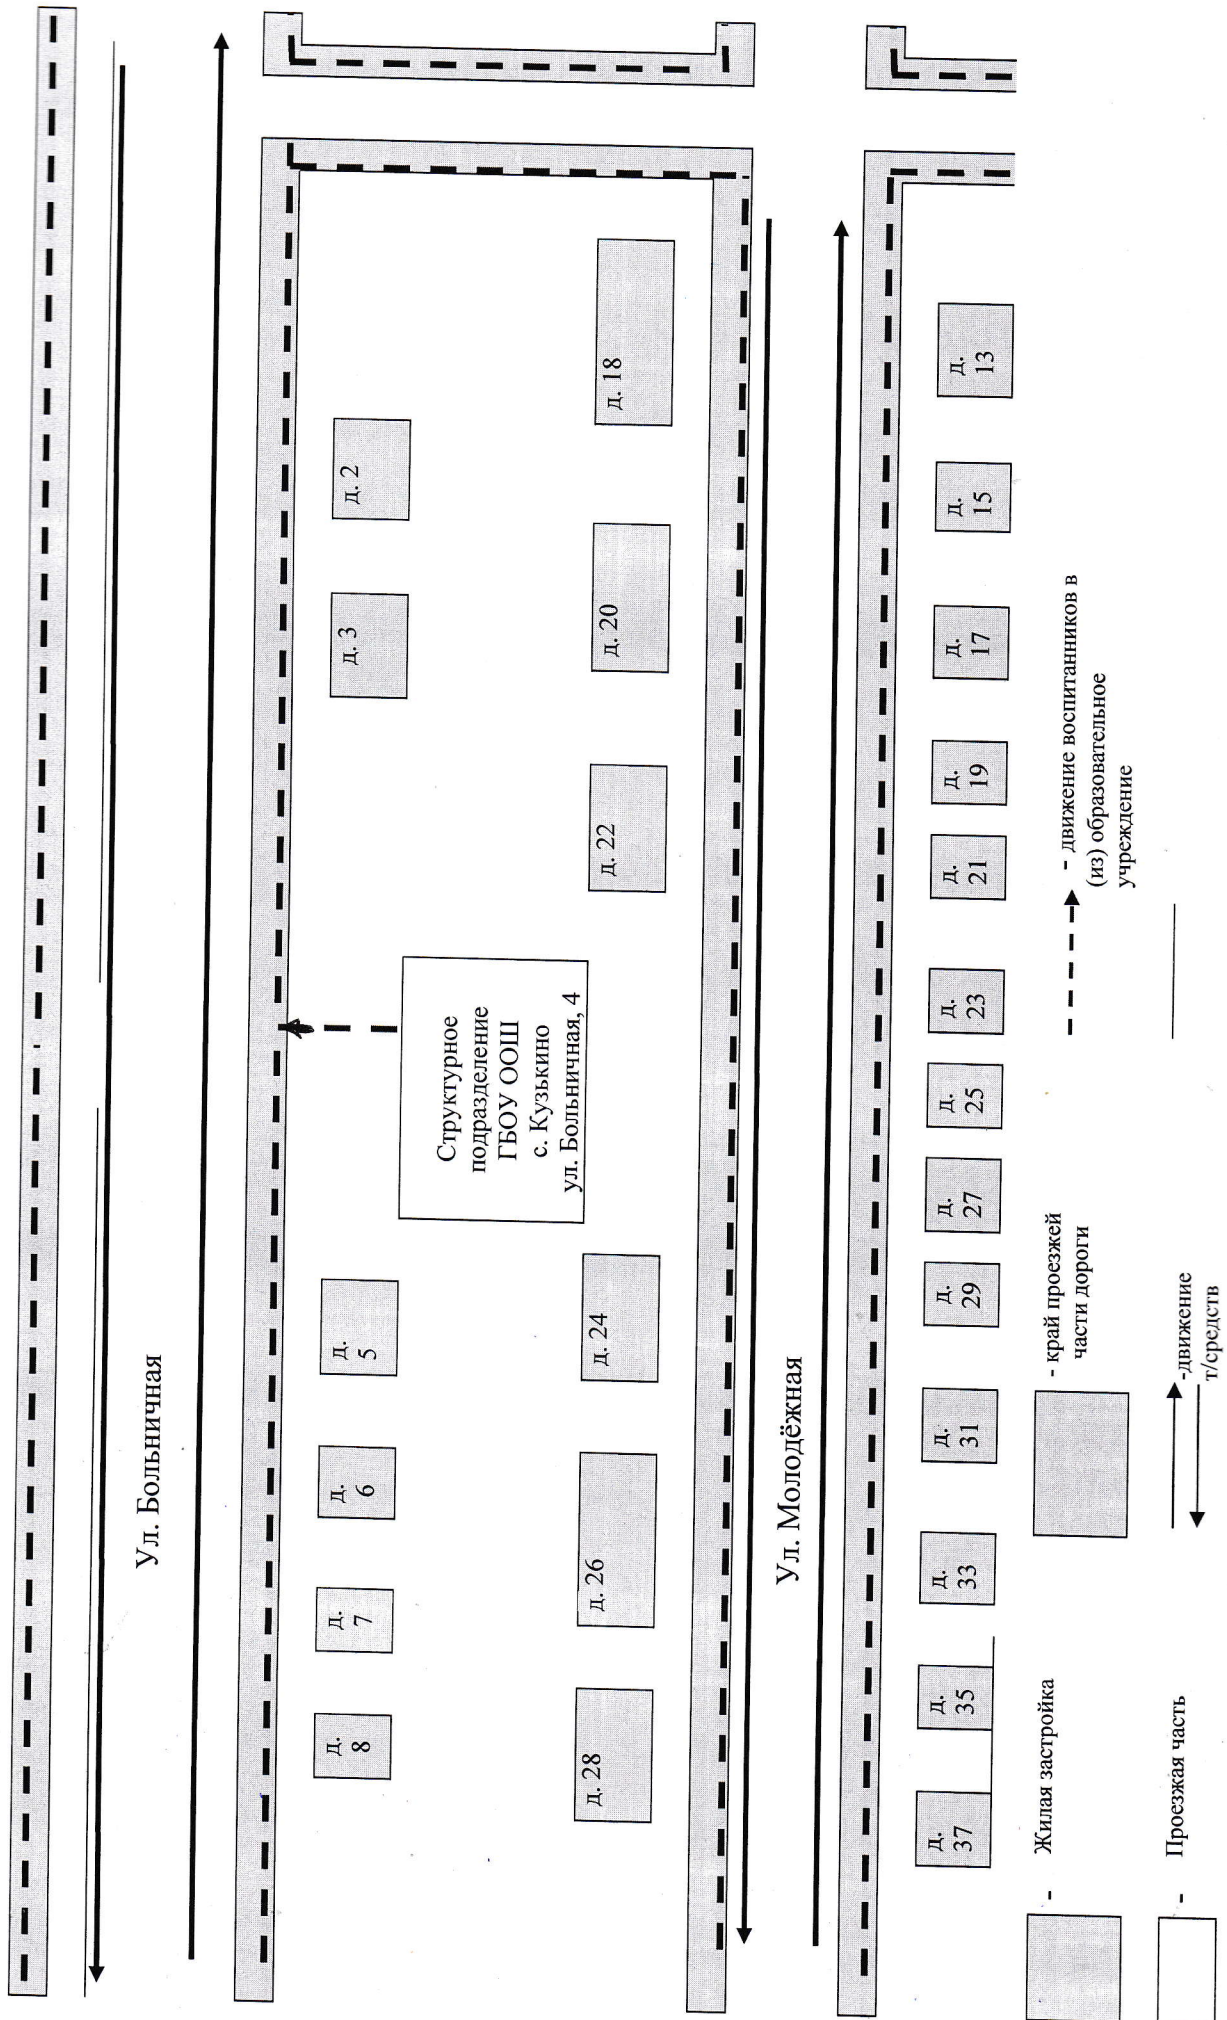 Ул. Больничная
д.
8
д.
7
д.
6
д.
5
Структурное
подразделение
ГБОУ ООШ
с. Кузькино
ул. Больничная, 4
д. 3
д. 2
д. 28
д. 26
д. 24
д. 22
д. 20
д. 18
Ул. Молодёжная
д.
37
д.
35
д.
33
д.
31
д.
29
д.
27
д.
25
д.
23
д.
21
д.
19
д.
17
д.
15
д.
13
- Жилая застройка
- край проезжей
части дороги
- движение воспитанников в
(из) образовательное
учреждение
- Проезжая часть
-движение
т/средств